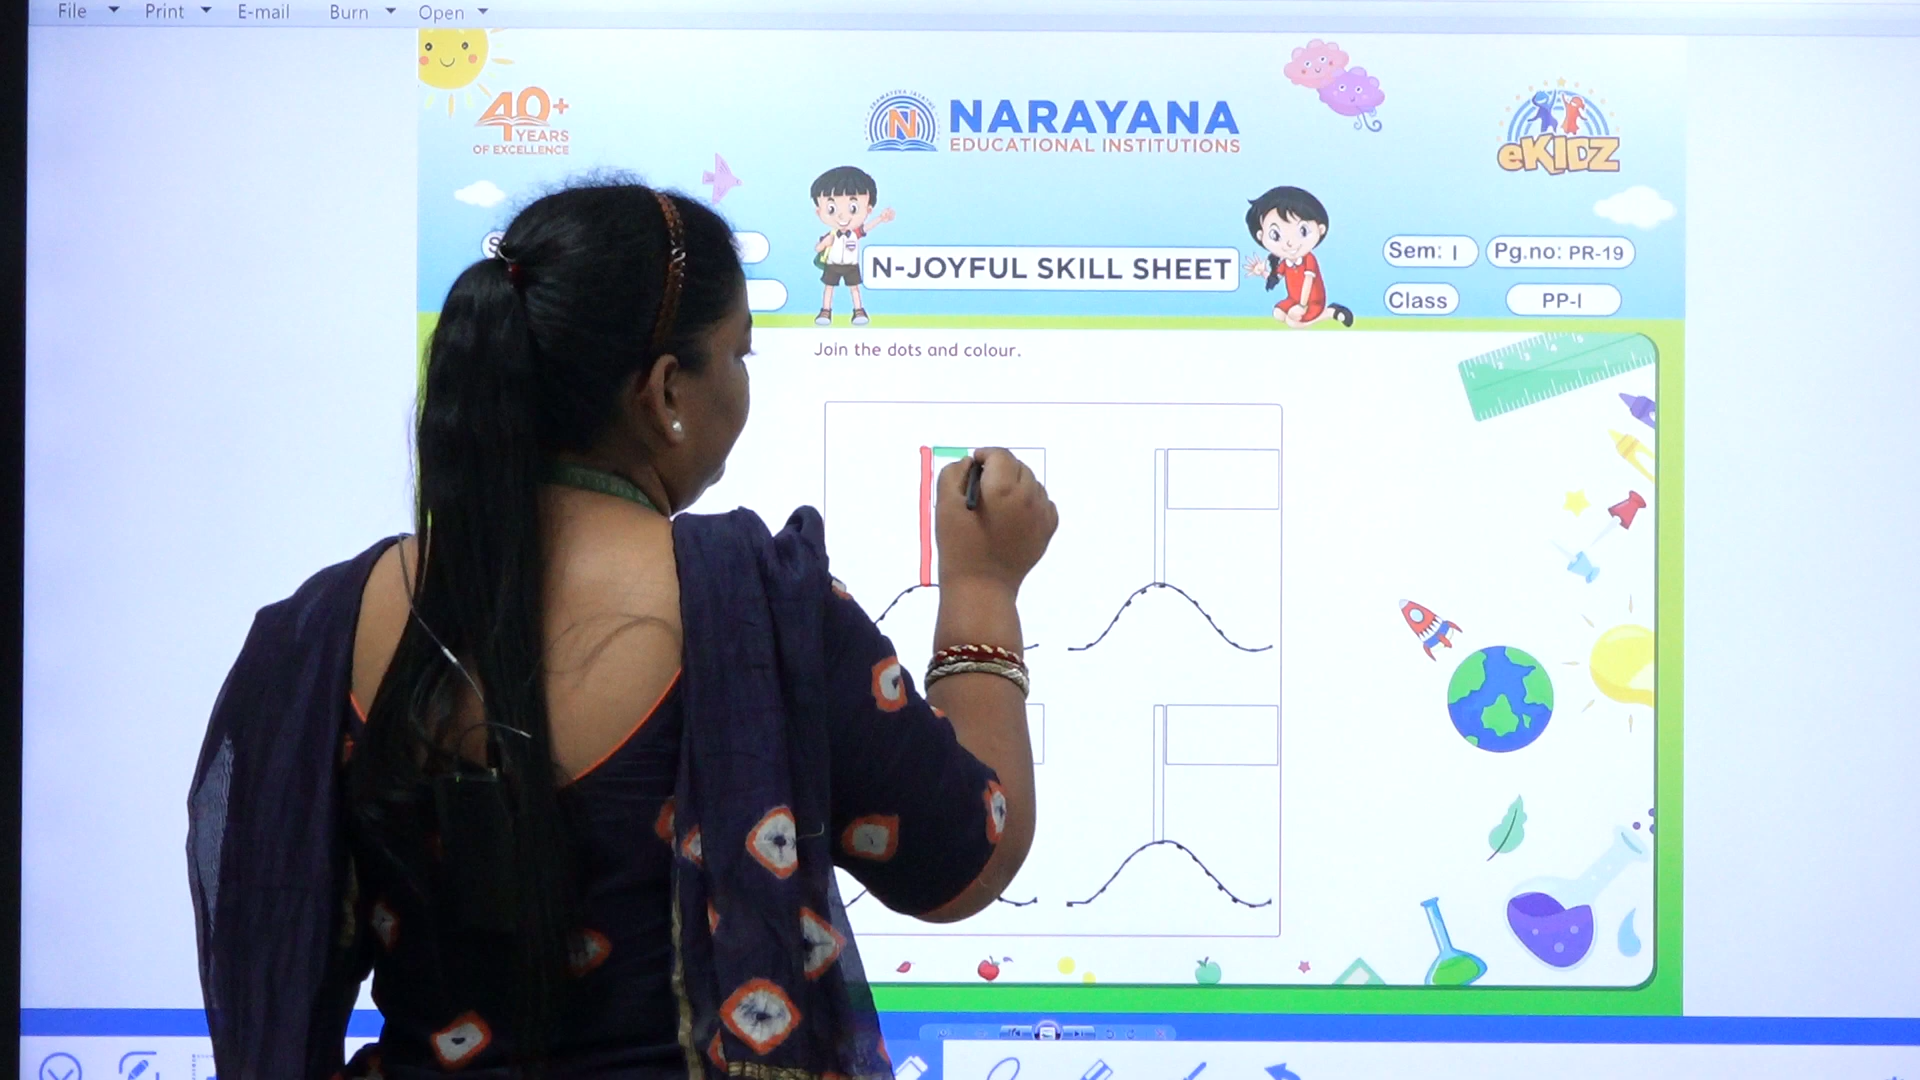 File Print E-mail Burn Open
40+
YEARS
OF EXCELLENCE
N
NARAYANA
EDUCATIONAL INSTITUTIONS
eKIDZ
N-JOYFUL SKILL SHEET
Sem: I
Pg.no: PR-19
Class
PP-I
Join the dots and colour.